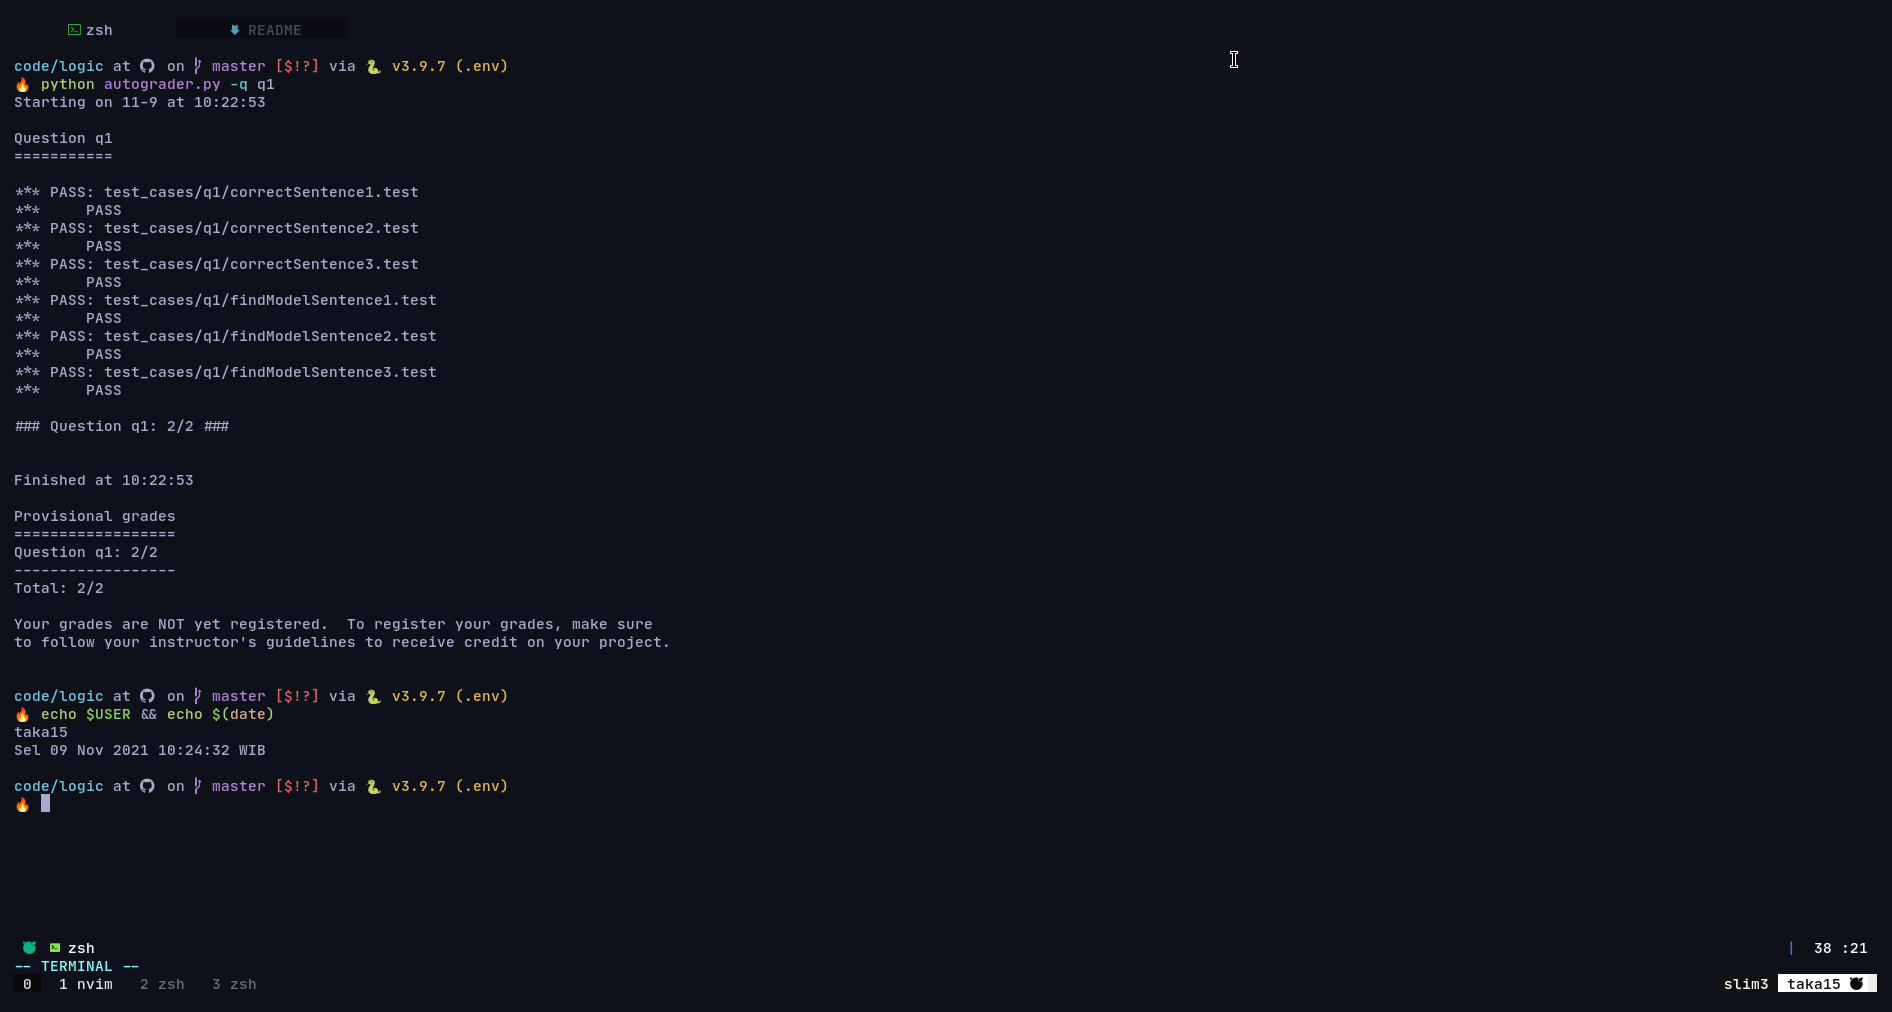 zsh README
code/logic at on master [$!?] via v3.9.7 (.env)
python autograder.py -q q1
Starting on 11-9 at 10:22:53
Question q1
===========
*** PASS: test_cases/q1/correctSentence1.test
*** PASS
*** PASS: test_cases/q1/correctSentence2.test
*** PASS
*** PASS: test_cases/q1/correctSentence3.test
*** PASS
*** PASS: test_cases/q1/findModelSentence1.test
*** PASS
*** PASS: test_cases/q1/findModelSentence2.test
*** PASS
*** PASS: test_cases/q1/findModelSentence3.test
*** PASS
### Question q1: 2/2 ###
Finished at 10:22:53
Provisional grades
==================
Question q1: 2/2
------------------
Total: 2/2
Your grades are NOT yet registered.  To register your grades, make sure
to follow your instructor's guidelines to receive credit on your project.
code/logic at on master [$!?] via v3.9.7 (.env)
echo $USER && echo $(date)
taka15
Sel 09 Nov 2021 10:24:32 WIB
code/logic at on master [$!?] via v3.9.7 (.env)
zsh | 38 :21
-- TERMINAL --
0 1 nvim 2 zsh 3 zsh slim3 taka15